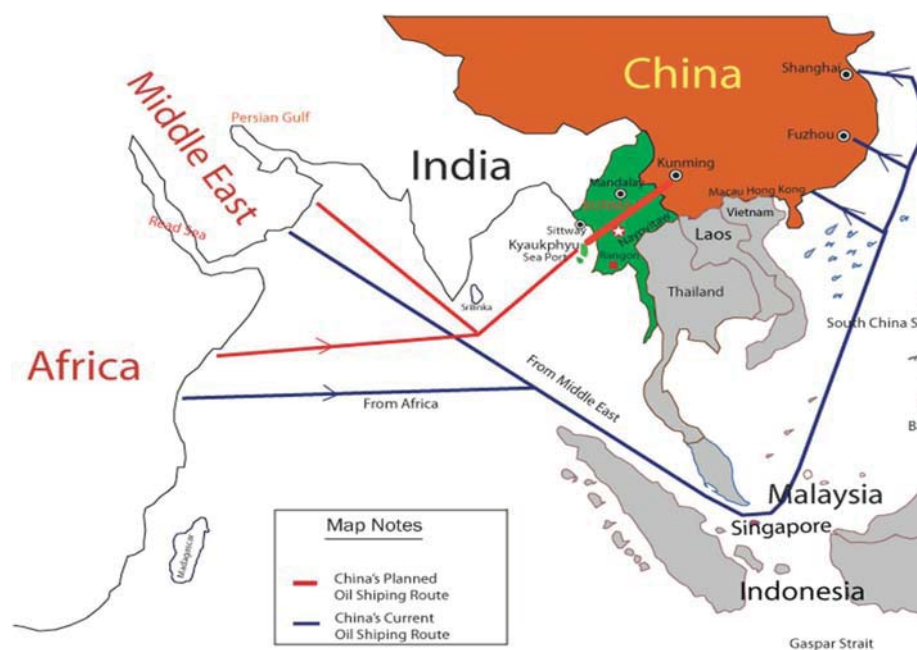 Middle East
Persian Gulf
Read Sea
Africa
India
Srilinka
China
Shanghai
Fuzhou
Kunming
Macau Hong Kong
Mandalay
Sittway
Kyaukphyu
Sea Port
Naypyitaw
Rangon
Vietnam
Laos
Thailand
South China S
From Africa
From Middle East
Malaysia
Singapore
Indonesia
Madagascar
Gaspar Strait
Map Notes
China's Planned
Oil Shiping Route
China's Current
Oil Shiping Route